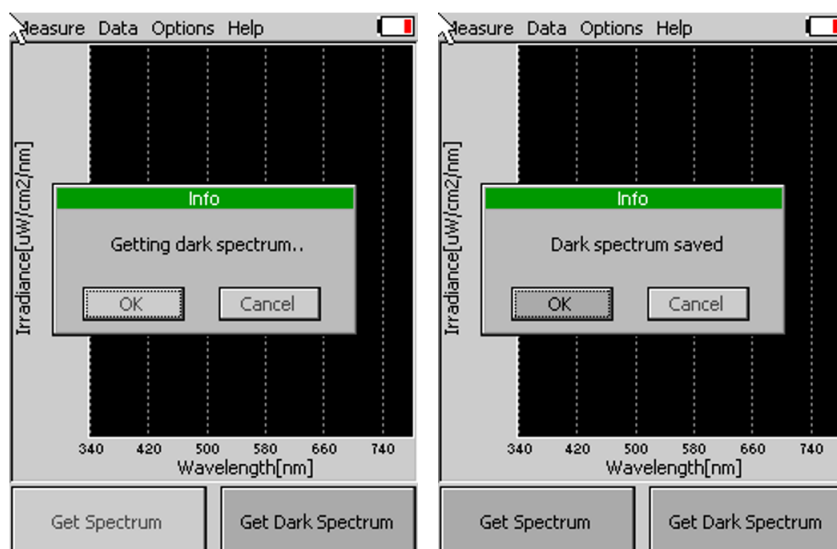 Measure Data Options Help
Info
Getting dark spectrum..
OK Cancel
Irradiance[uW/cm2/nm]
340 420 500 580 660 740
Wavelength[nm]
Get Spectrum Get Dark Spectrum
Measure Data Options Help
Info
Dark spectrum saved
OK Cancel
Irradiance[uW/cm2/nm]
340 420 500 580 660 740
Wavelength[nm]
Get Spectrum Get Dark Spectrum